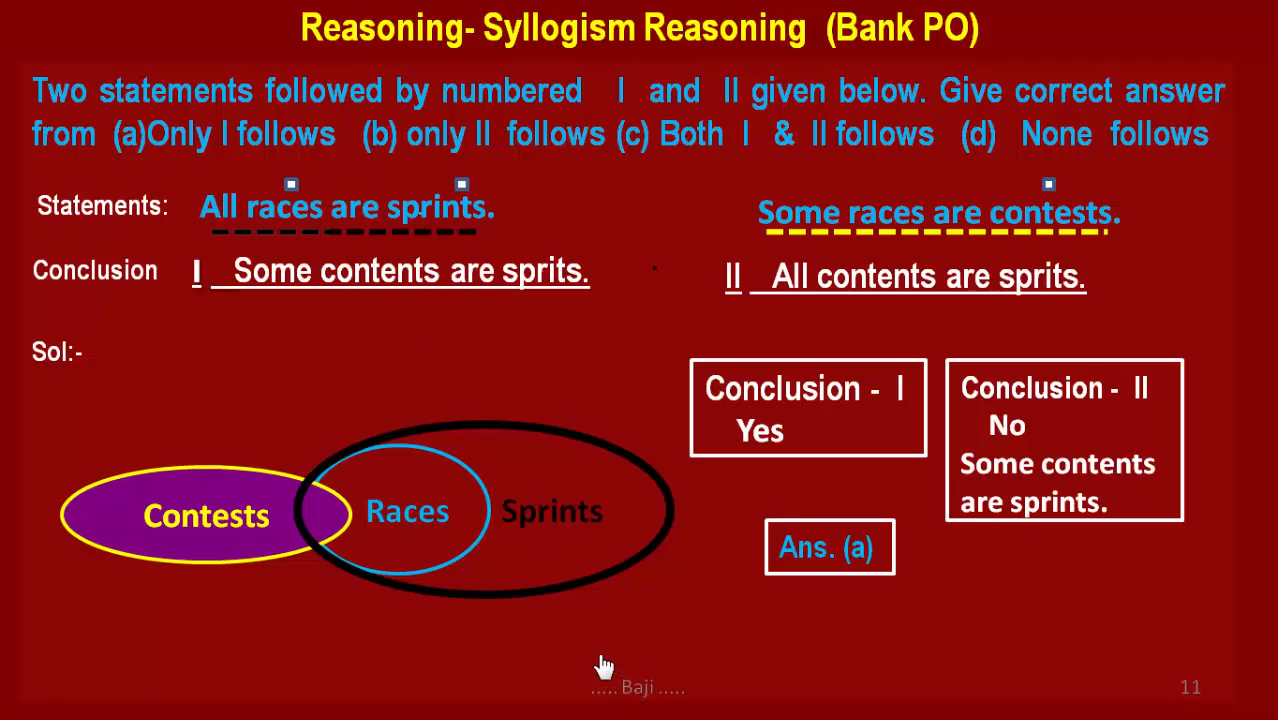 Reasoning- Syllogism Reasoning (Bank PO)
Two statements followed by numbered I and II given below. Give correct answer
from (a)Only I follows (b) only II follows (c) Both I & II follows (d) None follows
Statements: All races are sprints. Some races are contests.
Conclusion I Some contents are sprits. II All contents are sprits.
Sol:-
Conclusion - I
Yes
Conclusion - II
No
Some contents
are sprints.
Contests Races Sprints
Ans. (a)
..... Baji ..... 11